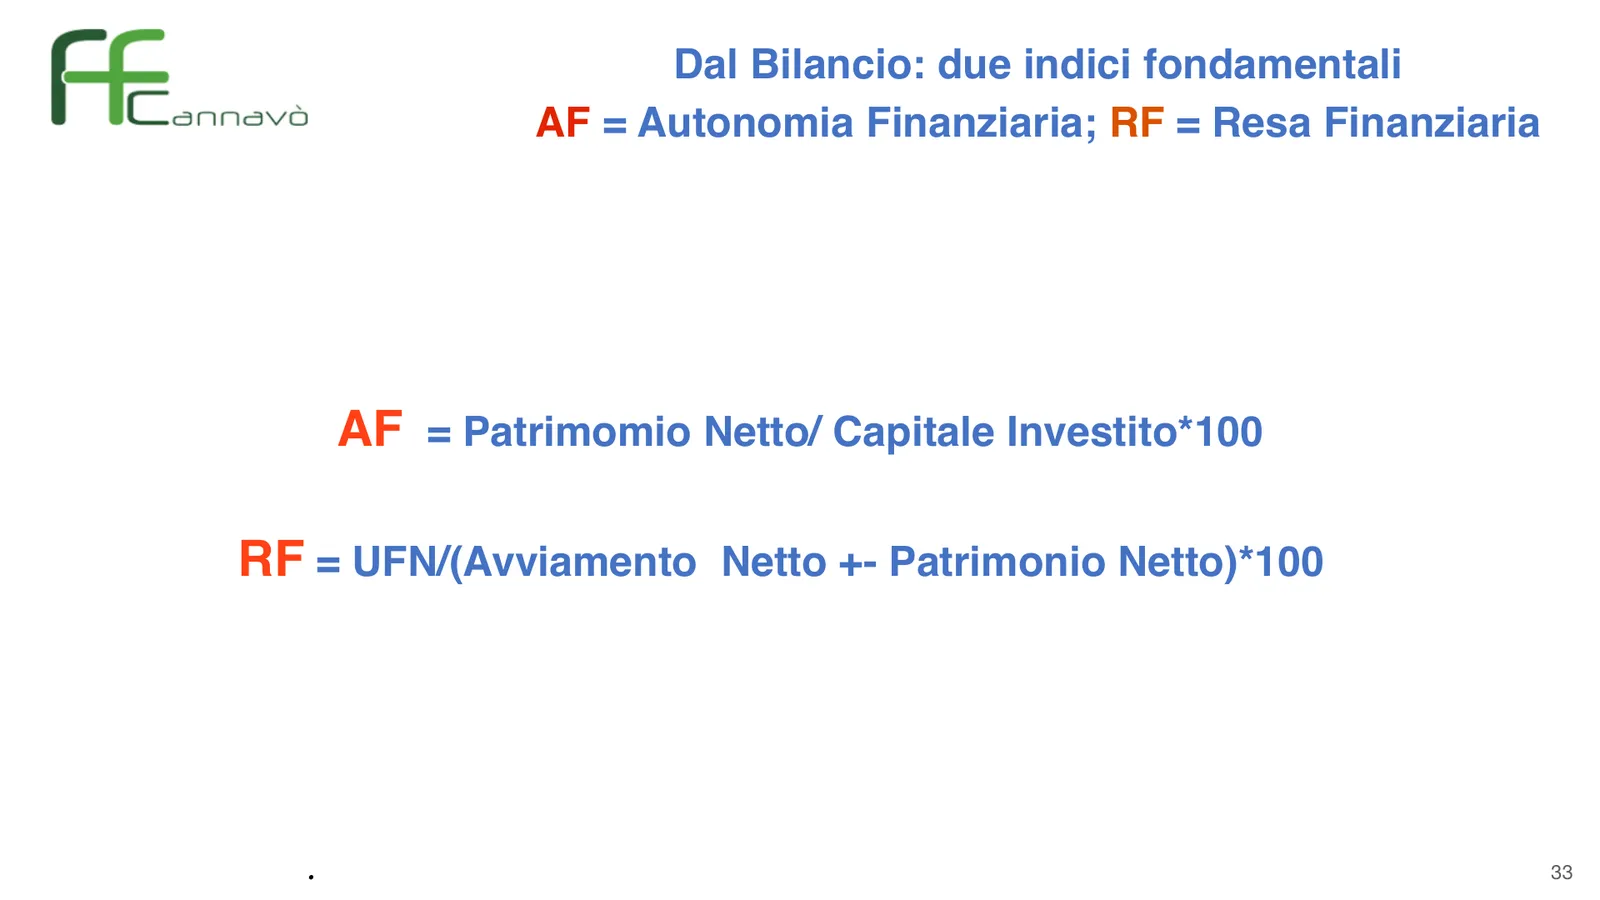 FFCannavò
Dal Bilancio: due indici fondamentali
AF = Autonomia Finanziaria; RF = Resa Finanziaria
AF = Patrimomio Netto/ Capitale Investito*100
RF = UFN/(Avviamento Netto +- Patrimonio Netto)*100
.
33